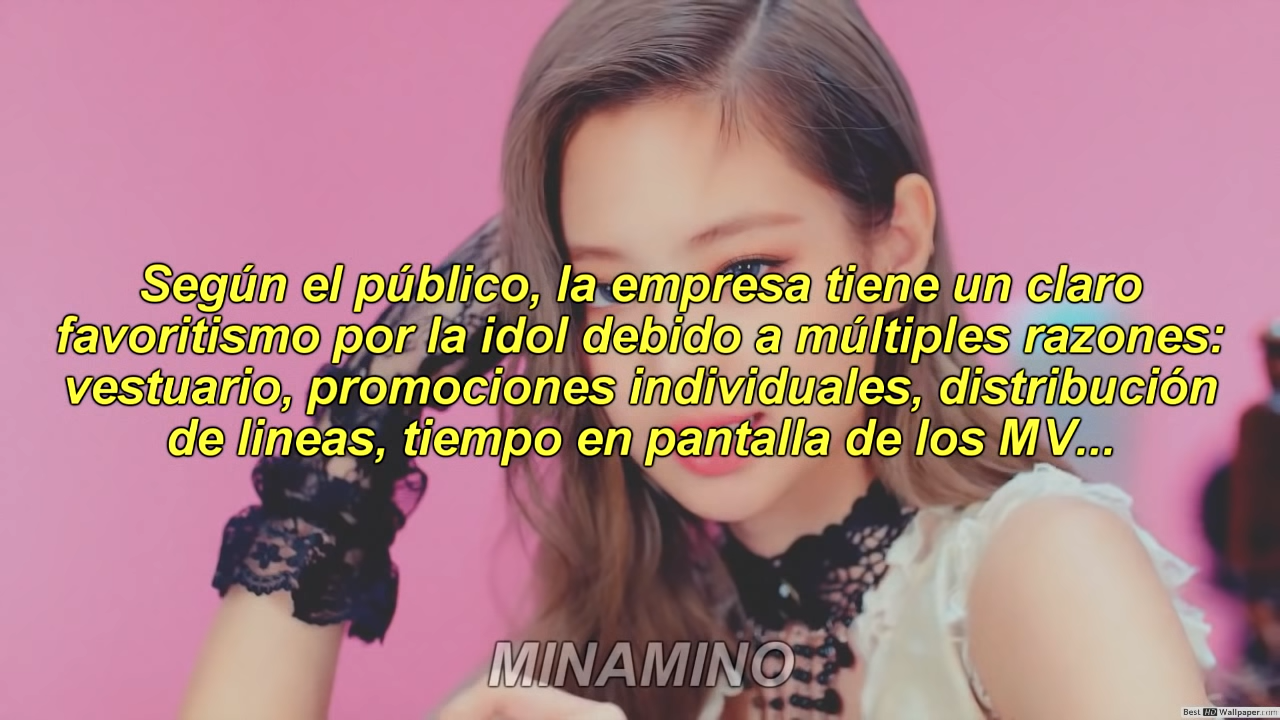 Según el público, la empresa tiene un claro
favoritismo por la idol debido a múltiples razones:
vestuario, promociones individuales, distribución
de lineas, tiempo en pantalla de los MV...
MINAMINO
Best HD Wallpaper.com